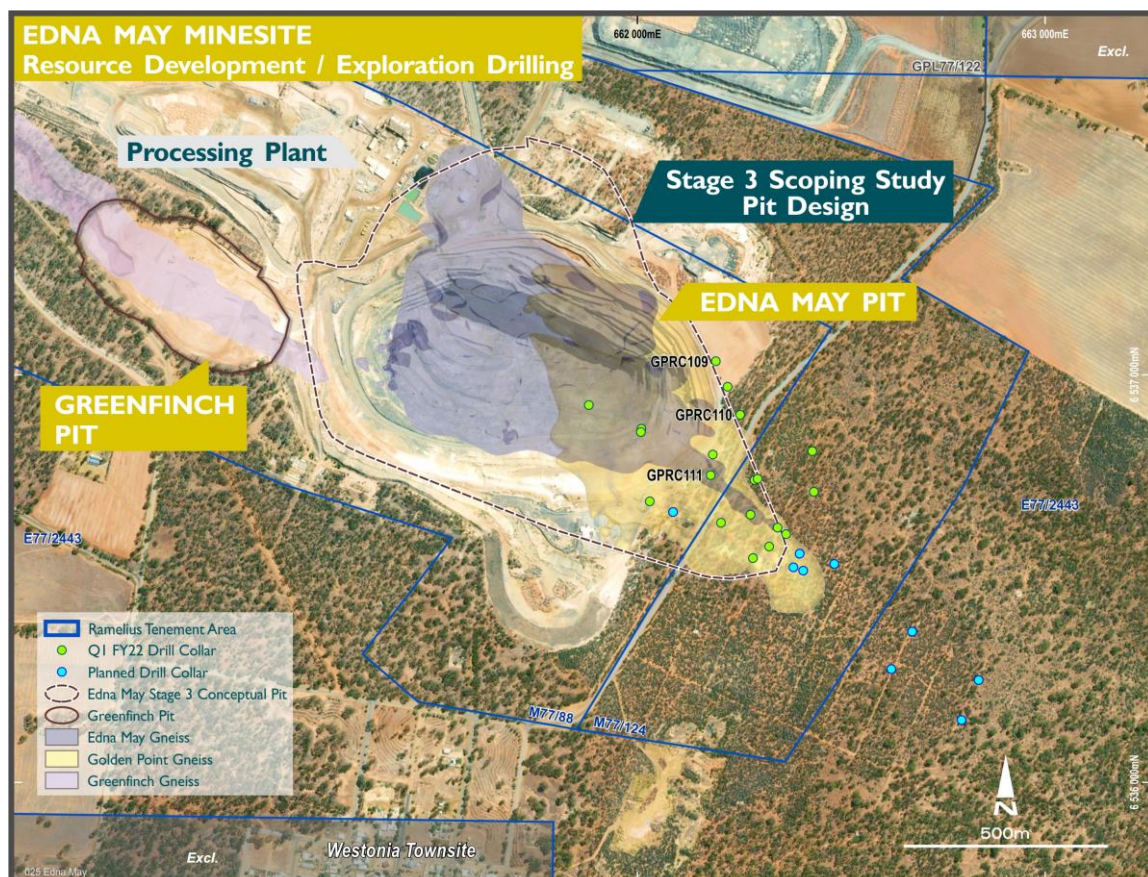 EDNA MAY MINESITE
Resource Development / Exploration Drilling
662 000mE
663 000mE
Excl.
GPL77/122
Processing Plant
Stage 3 Scoping Study
Pit Design
EDNA MAY PIT
GPRC109
6 537 000mN
GREENFINCH
PIT
GPRC110
GPRC111
E77/2443
E77/2443
Ramelius Tenement Area
Q1 FY22 Drill Collar
Planned Drill Collar
Edna May Stage 3 Conceptual Pit
Greenfinch Pit
Edna May Gneiss
Golden Point Gneiss
Greenfinch Gneiss
M77/88
M77/124
6 536 000mN
N
500m
Excl.
Westonia Townsite
025 Edna May